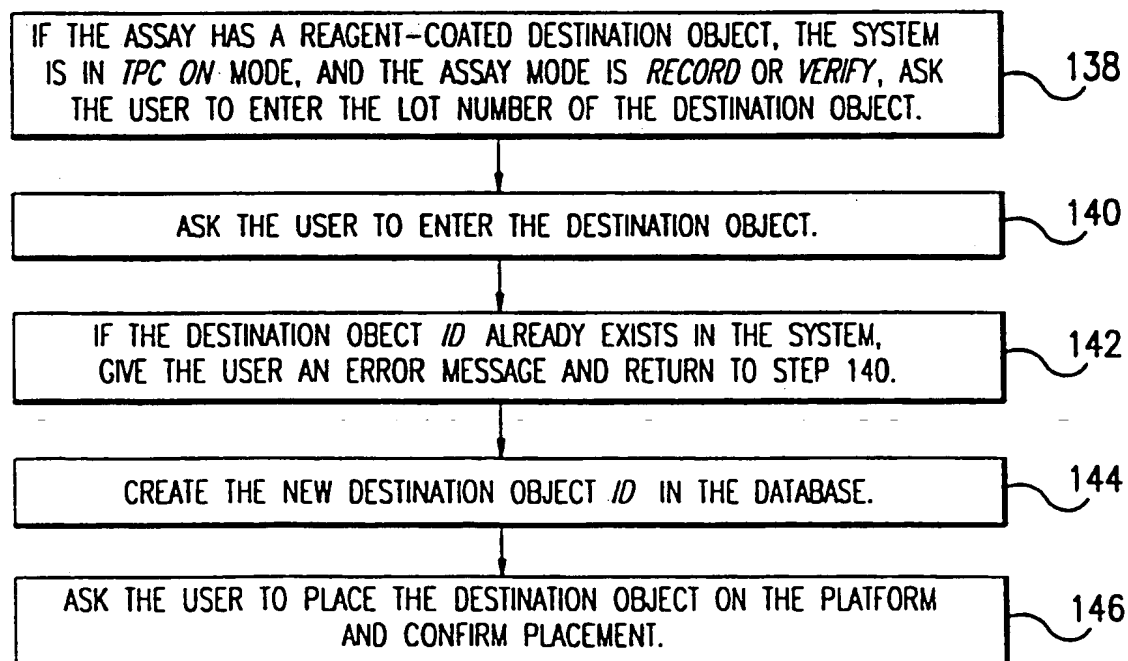 IF THE ASSAY HAS A REAGENT-COATED DESTINATION OBJECT, THE SYSTEM
IS IN TPC ON MODE, AND THE ASSAY MODE IS RECORD OR VERIFY, ASK
THE USER TO ENTER THE LOT NUMBER OF THE DESTINATION OBJECT.
138
ASK THE USER TO ENTER THE DESTINATION OBJECT.
140
IF THE DESTINATION OBECT ID ALREADY EXISTS IN THE SYSTEM,
GIVE THE USER AN ERROR MESSAGE AND RETURN TO STEP 140.
142
CREATE THE NEW DESTINATION OBJECT ID IN THE DATABASE.
144
ASK THE USER TO PLACE THE DESTINATION OBJECT ON THE PLATFORM
AND CONFIRM PLACEMENT.
146